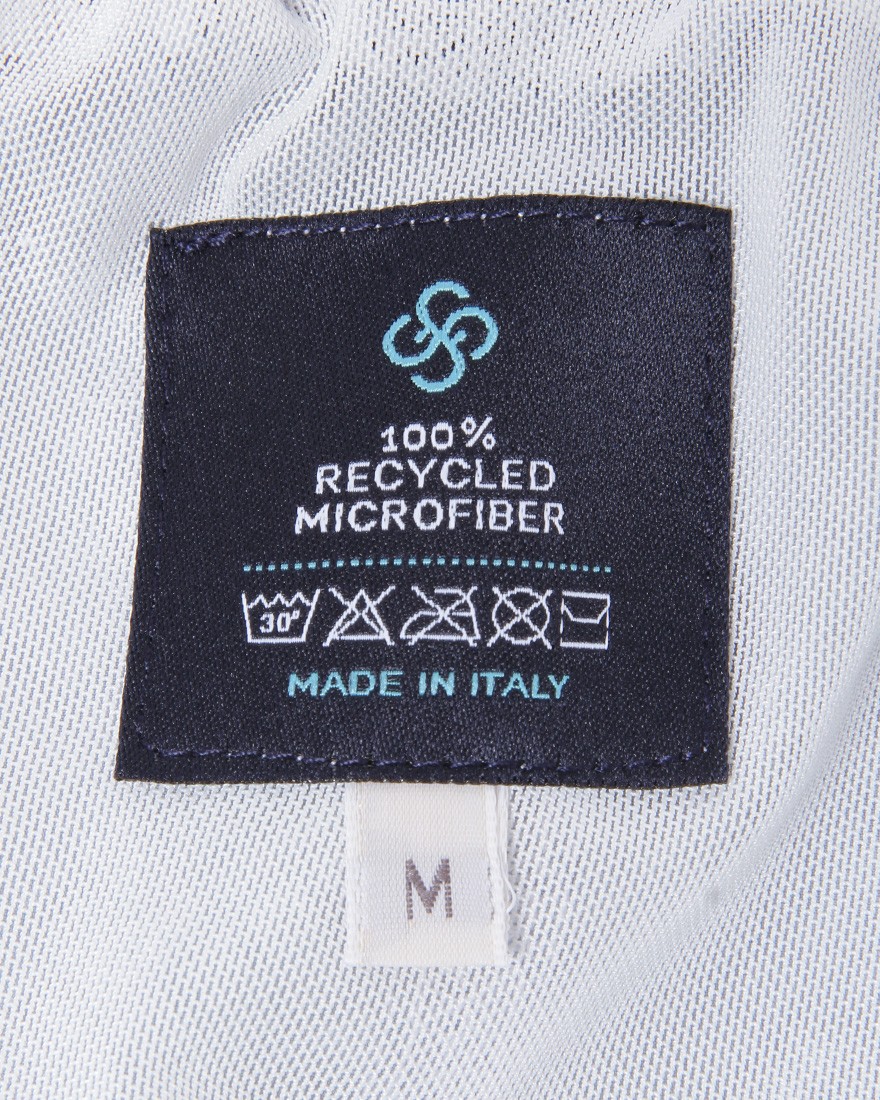 100%
RECYCLED
MICROFIBER
30°
MADE IN ITALY
M